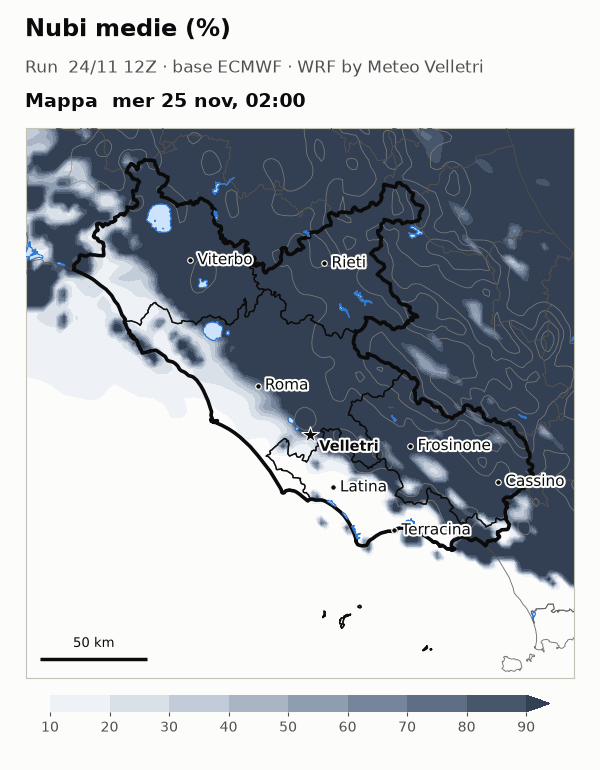 Nubi medie (%)
Run  24/11 12Z · base ECMWF · WRF by Meteo Velletri
Mappa  mer 25 nov, 02:00
Viterbo
Rieti
Roma
Velletri
Frosinone
Cassino
Latina
Terracina
50 km
10 20 30 40 50 60 70 80 90